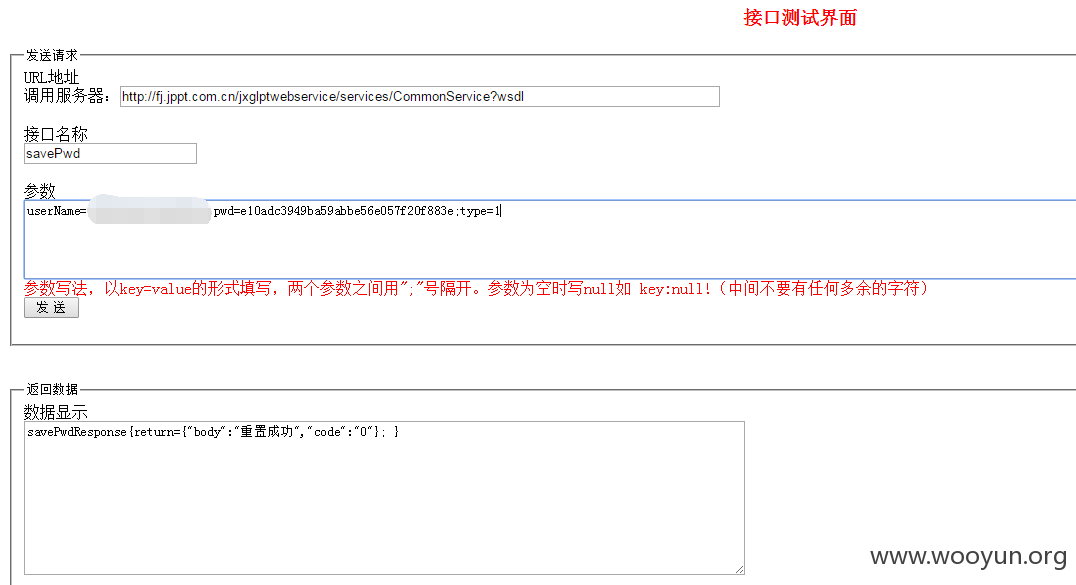 接口测试界面
发送请求
URL地址
调用服务器： http://fj.jppt.com.cn/jxglptwebservice/services/CommonService?wsdl
接口名称
savePwd
参数
userName= pwd=e10adc3949ba59abbe56e057f20f883e;type=1
参数写法，以key=value的形式填写，两个参数之间用";"号隔开。参数为空时写null如 key:null!（中间不要有任何多余的字符）
发 送
返回数据
数据显示
savePwdResponse{return={"body":"重置成功","code":"0"}; }
www.wooyun.org